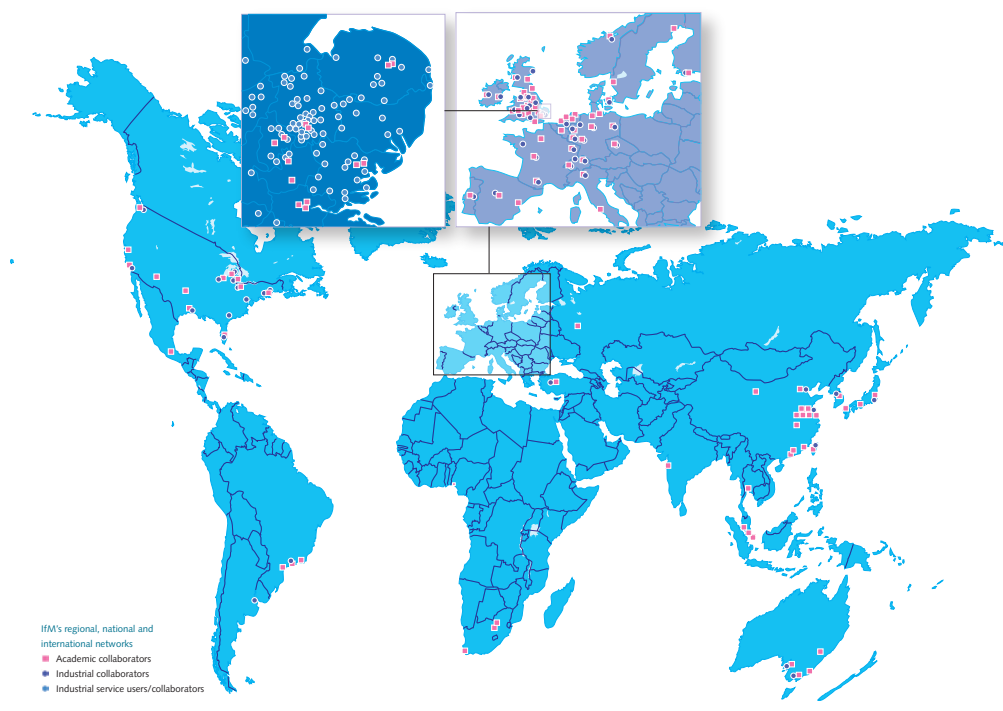 IfM's regional, national and
international networks
Academic collaborators
Industrial collaborators
Industrial service users/collaborators